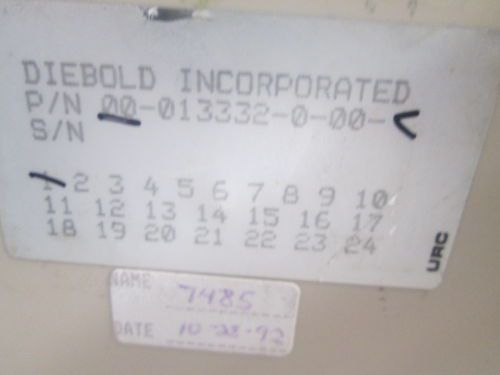 DIEBOLD INCORPORATED
P/N 00-013332-0-00-
S/N
1 2 3 4 5 6 7 8 9 10
11 12 13 14 15 16 17
18 19 20 21 22 23 24
URC
NAME 7485
DATE 10-28-92